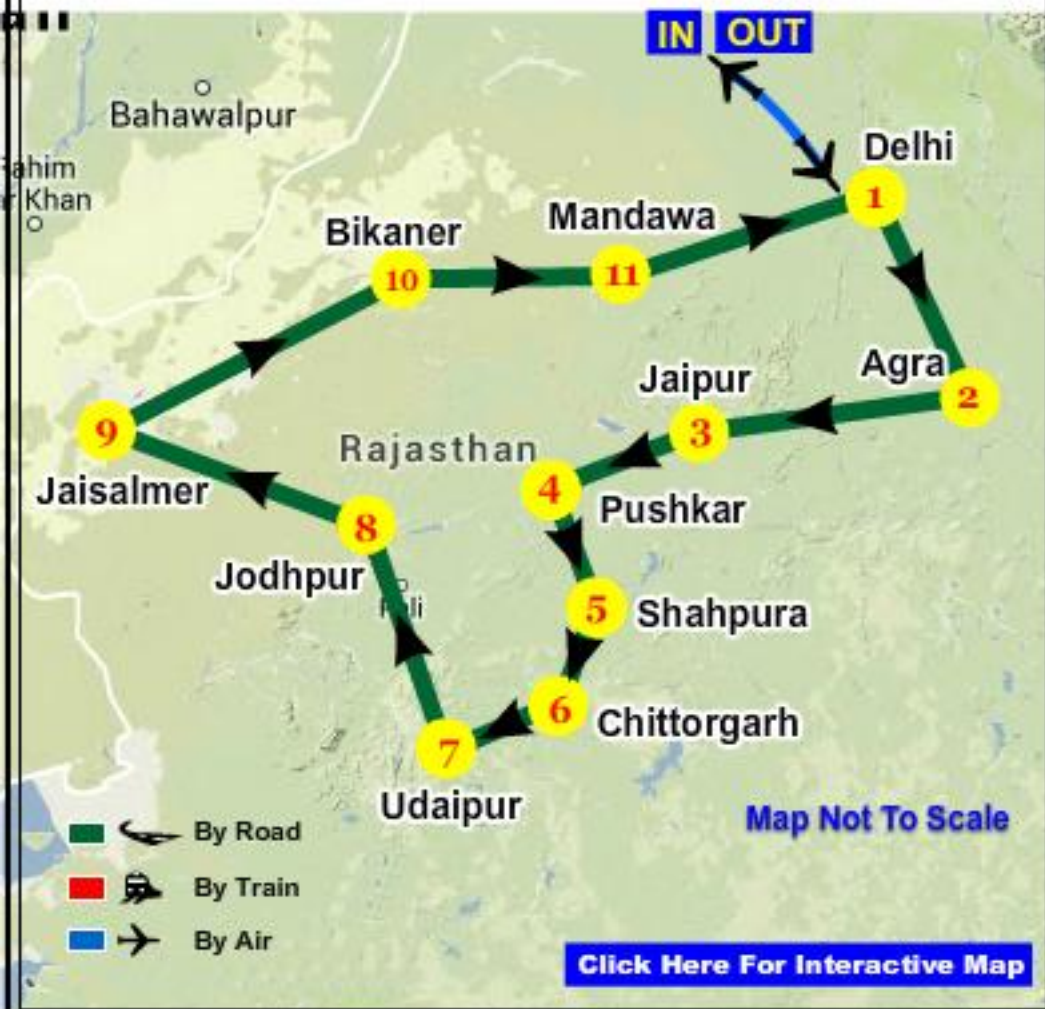 IN OUT
Bahawalpur
Delhi
ahim
Khan
Mandawa
Bikaner
1
10
11
Agra
Jaipur
2
9
3
Rajasthan
4
Jaisalmer
Pushkar
8
Jodhpur
5
Shahpura
6
Chittorgarh
7
Udaipur
Map Not To Scale
By Road
By Train
By Air
Click Here For Interactive Map